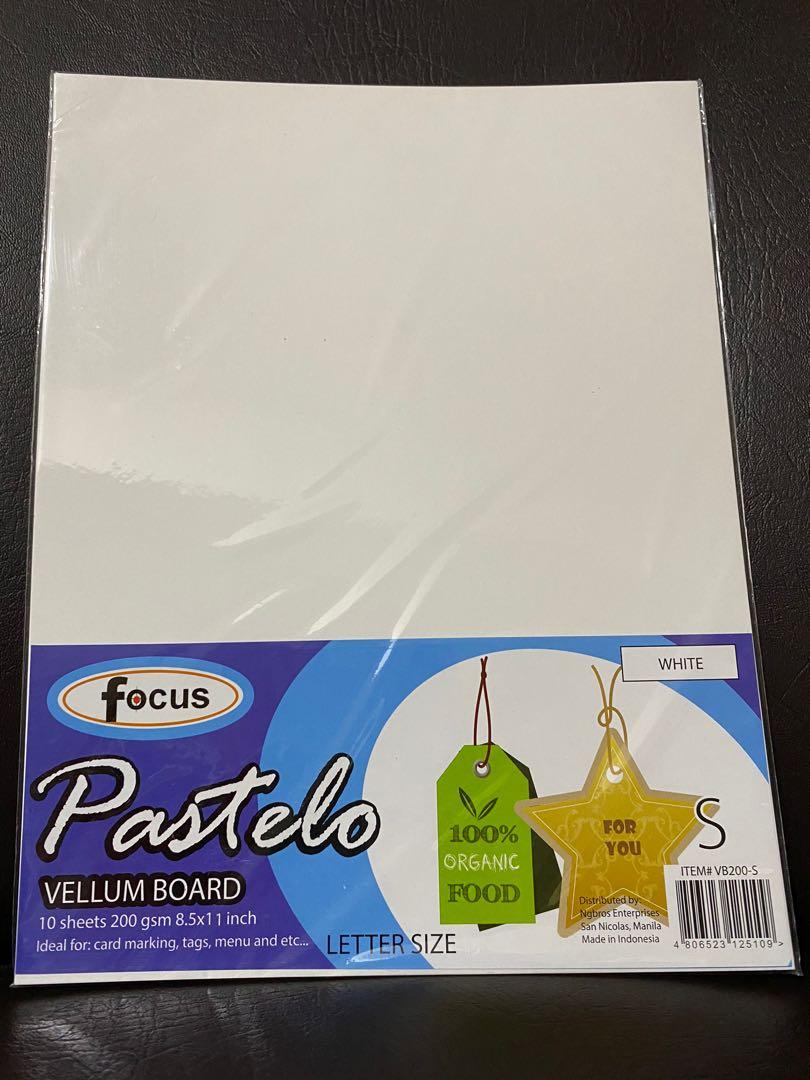 WHITE
focus
Pastelo
VELLUM BOARD
10 sheets 200 gsm 8.5x11 inch
Ideal for: card marking, tags, menu and etc...
LETTER SIZE
100%
ORGANIC
FOOD
FOR
YOU
S
ITEM# VB200-S
Distributed by:
Ngbros Enterprises
San Nicolas, Manila
Made in Indonesia
4 806523 125109 >